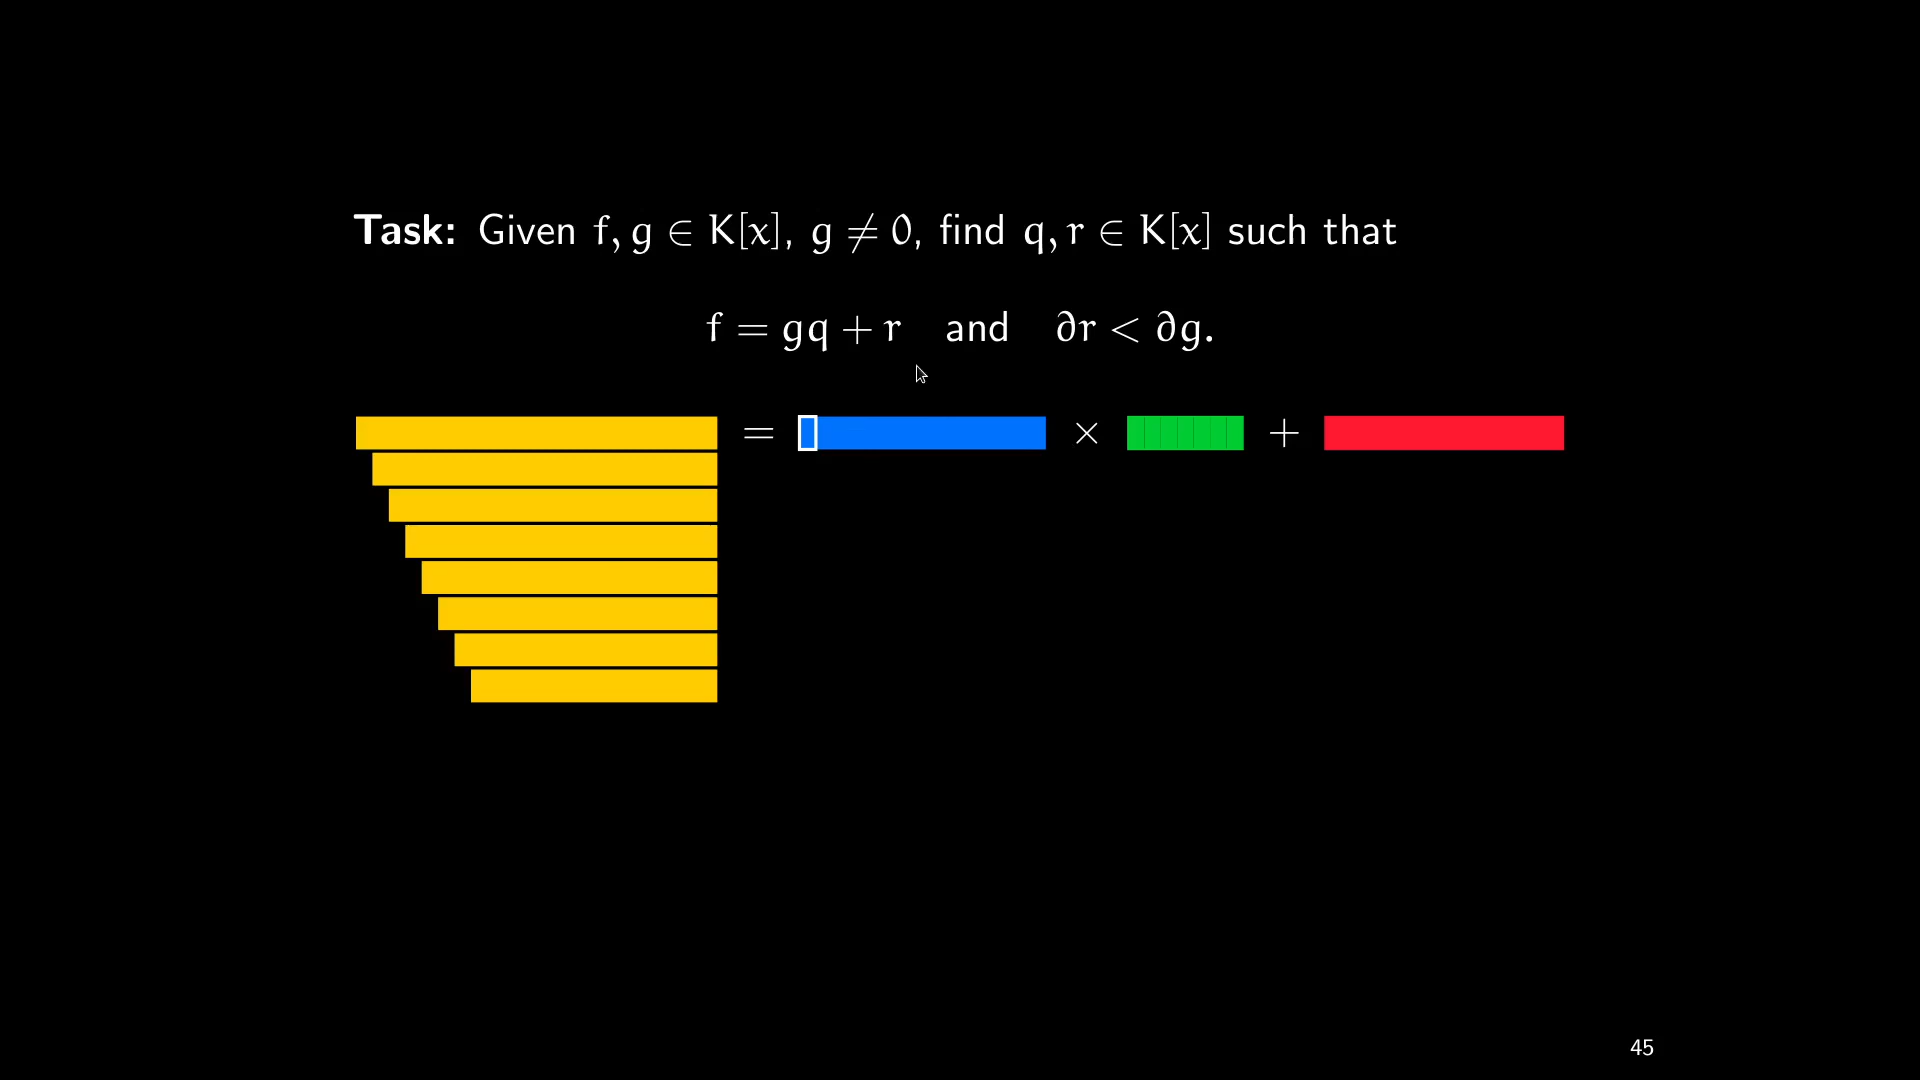 Task: Given f, g ∈ K[x], g ≠ 0, find q, r ∈ K[x] such that
f = gq + r and ∂r < ∂g.
= × +
45